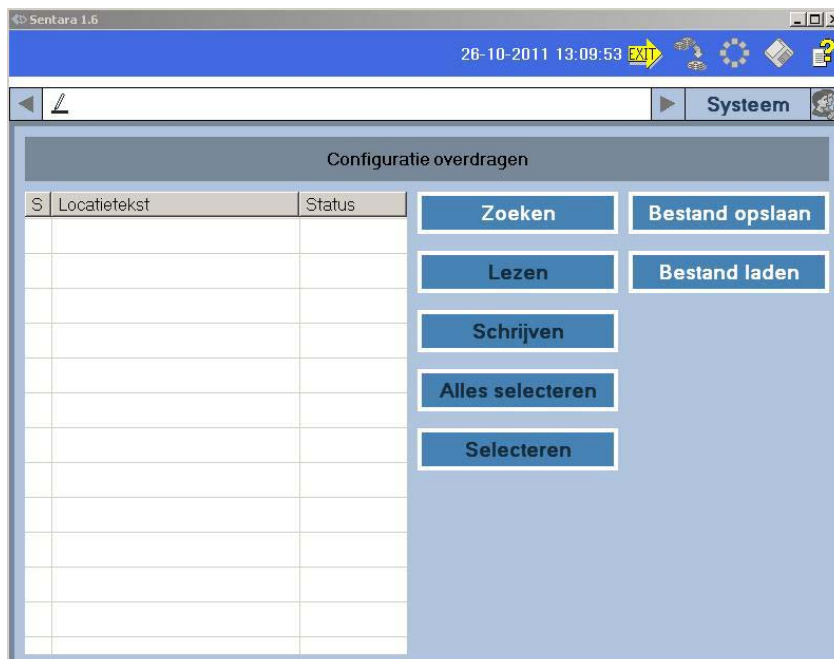 Sentara 1.6
26-10-2011 13:09:53 EXIT
Systeem
Configuratie overdragen
S Locatietekst Status
Zoeken Bestand opslaan
Lezen Bestand laden
Schrijven
Alles selecteren
Selecteren